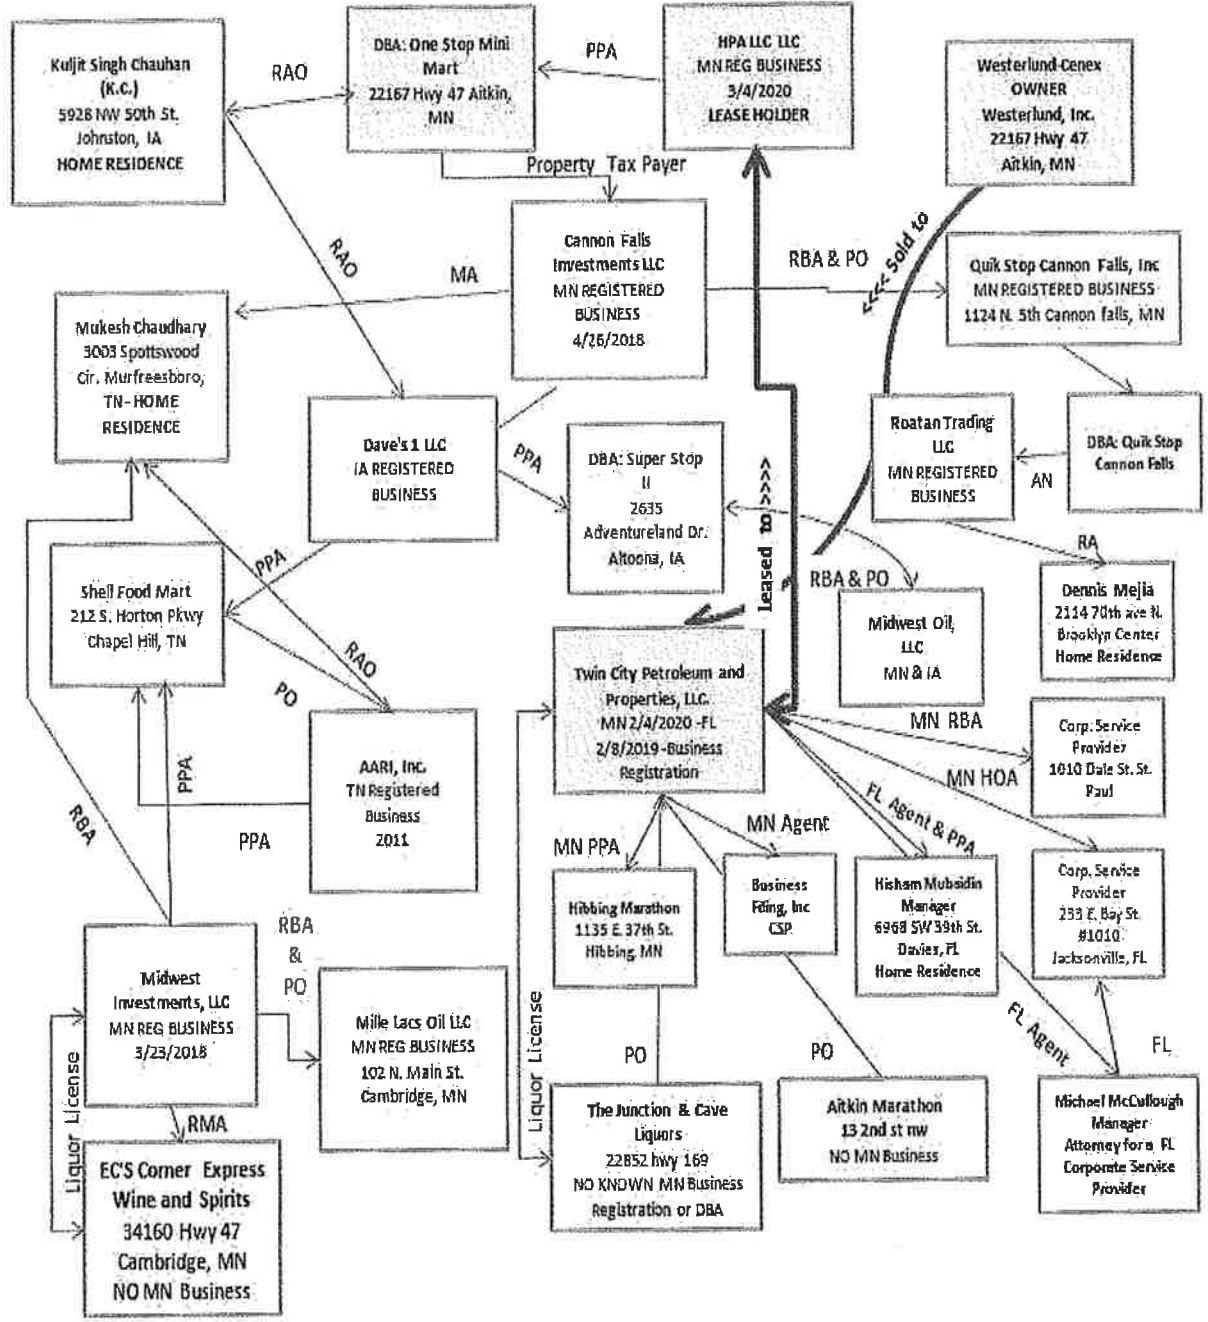 Kuljit Singh Chauhan
(K.C.)
5928 NW 50th St.
Johnston, IA
HOME RESIDENCE
RAO
DBA: One Stop Mini
Mart
22167 Hwy 47 Aitkin,
MN
PPA
HPA LLC LLC
MN REG BUSINESS
3/4/2020
LEASE HOLDER
Westerlund-Cenex
OWNER
Westerlund, Inc.
22167 Hwy 47
Aitkin, MN
Property Tax Payer
RAO
MA
Cannon Falls
Investments LLC
MN REGISTERED
BUSINESS
4/26/2018
RBA & PO
<<<< Sold to
Quik Stop Cannon Falls, Inc
MN REGISTERED BUSINESS
1124 N. 5th Cannon falls, MN
Mukesh Chaudhary
3003 Spottswood
Cir. Murfreesboro,
TN - HOME
RESIDENCE
Dave's 1 LLC
IA REGISTERED
BUSINESS
PPA
DBA: Super Stop
II
2635
Adventureland Dr.
Altoona, IA
Leased to >>>>
Roatan Trading
LLC
MN REGISTERED
BUSINESS
AN
DBA: Quik Stop
Cannon Falls
RA
Dennis Mejia
2114 70th ave N.
Brooklyn Center
Home Residence
RBA & PO
Midwest Oil,
LLC
MN & IA
PPA
Shell Food Mart
212 S. Horton Pkwy
Chapel Hill, TN
RAO
PO
Twin City Petroleum and
Properties, LLC.
MN 2/4/2020 -FL
2/8/2019 -Business
Registration
MN RBA
Corp. Service
Provider
1010 Dale St. St.
Paul
MN HOA
Corp. Service
Provider
233 E. Bay St.
#1010
Jacksonville, FL
AARI, Inc.
TN Registered
Business
2011
PPA
PPA
RBA
MN PPA
MN Agent
FL Agent & PPA
Hibbing Marathon
1135 E. 37th St.
Hibbing, MN
Business
Filing, Inc
CSP
Hisham Mubaidin
Manager
6968 SW 39th St.
Davies, FL
Home Residence
FL Agent
FL
Midwest
Investments, LLC
MN REG BUSINESS
3/23/2018
RBA
&
PO
Mille Lacs Oil LLC
MN REG BUSINESS
102 N. Main St.
Cambridge, MN
Liquor License
PO
PO
The Junction & Cave
Liquors
22852 hwy 169
NO KNOWN MN Business
Registration or DBA
Aitkin Marathon
13 2nd st nw
NO MN Business
Michael McCullough
Manager
Attorney for a FL
Corporate Service
Provider
Liquor License
RMA
EC'S Corner Express
Wine and Spirits
34160 Hwy 47
Cambridge, MN
NO MN Business